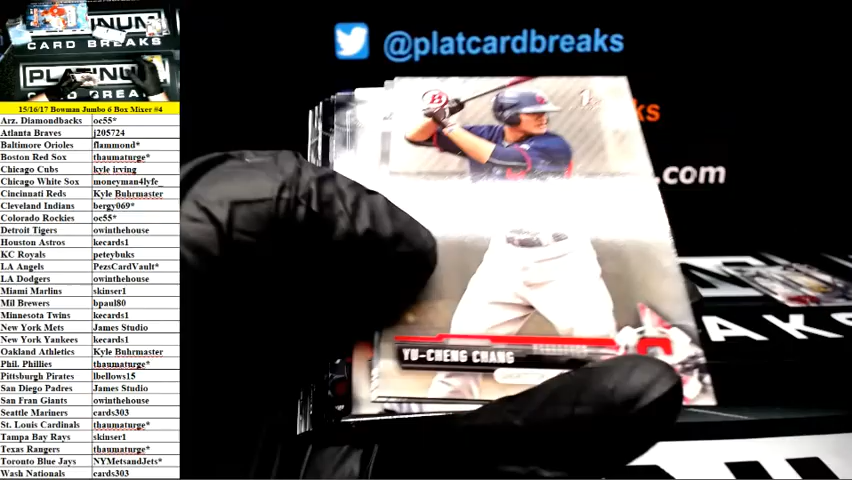 PLATINUM
CARD BREAKS
PLATINUM
15/16/17 Bowman Jumbo 6 Box Mixer #4
Arz. Diamondbacks oc55*
Atlanta Braves j205724
Baltimore Orioles flammond*
Boston Red Sox thaumaturge*
Chicago Cubs kyle irving
Chicago White Sox moneyman4lyfe_
Cincinnati Reds Kyle Buhrmaster
Cleveland Indians bergy069*
Colorado Rockies oc55*
Detroit Tigers owinthehouse
Houston Astros kecards1
KC Royals peteybuks
LA Angels PezsCardVault*
LA Dodgers owinthehouse
Miami Marlins skinser1
Mil Brewers bpaul80
Minnesota Twins kecards1
New York Mets James Studio
New York Yankees kecards1
Oakland Athletics Kyle Buhrmaster
Phil. Phillies thaumaturge*
Pittsburgh Pirates lbellows15
San Diego Padres James Studio
San Fran Giants owinthehouse
Seattle Mariners cards303
St. Louis Cardinals thaumaturge*
Tampa Bay Rays skinser1
Texas Rangers thaumaturge*
Toronto Blue Jays NYMetsandJets*
Wash Nationals cards303
@platcardbreaks
ks
.com
AKS
YU-CHENG CHANG